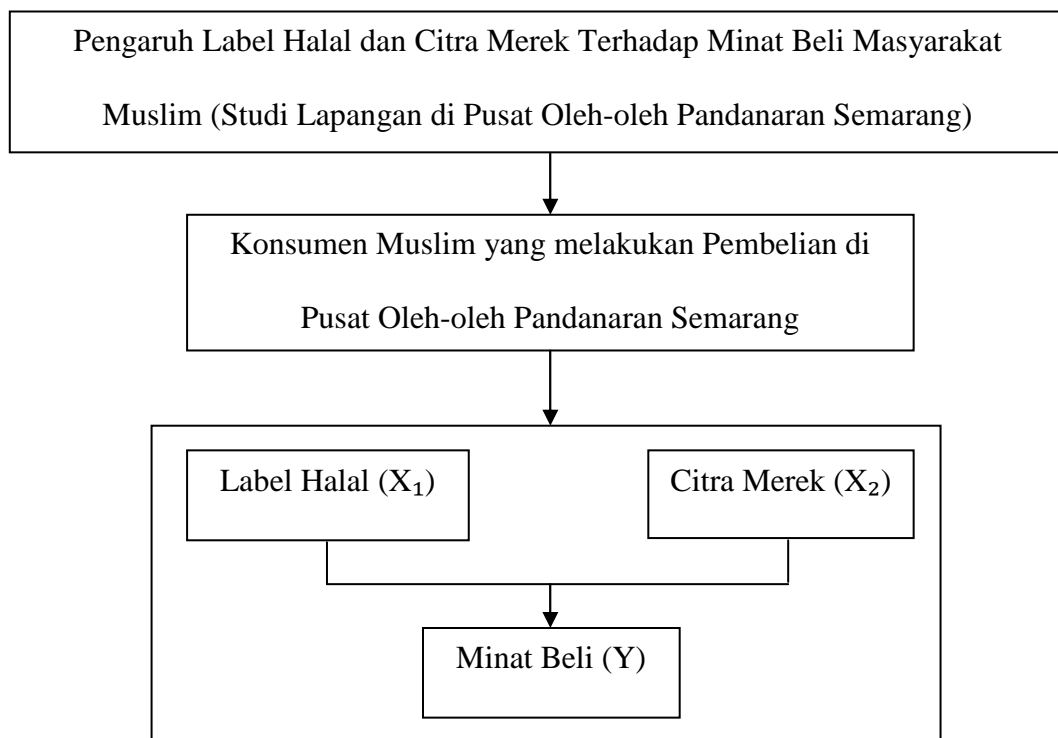 Pengaruh Label Halal dan Citra Merek Terhadap Minat Beli Masyarakat
Muslim (Studi Lapangan di Pusat Oleh-oleh Pandanaran Semarang)
Konsumen Muslim yang melakukan Pembelian di
Pusat Oleh-oleh Pandanaran Semarang
Label Halal (X₁)
Citra Merek (X₂)
Minat Beli (Y)